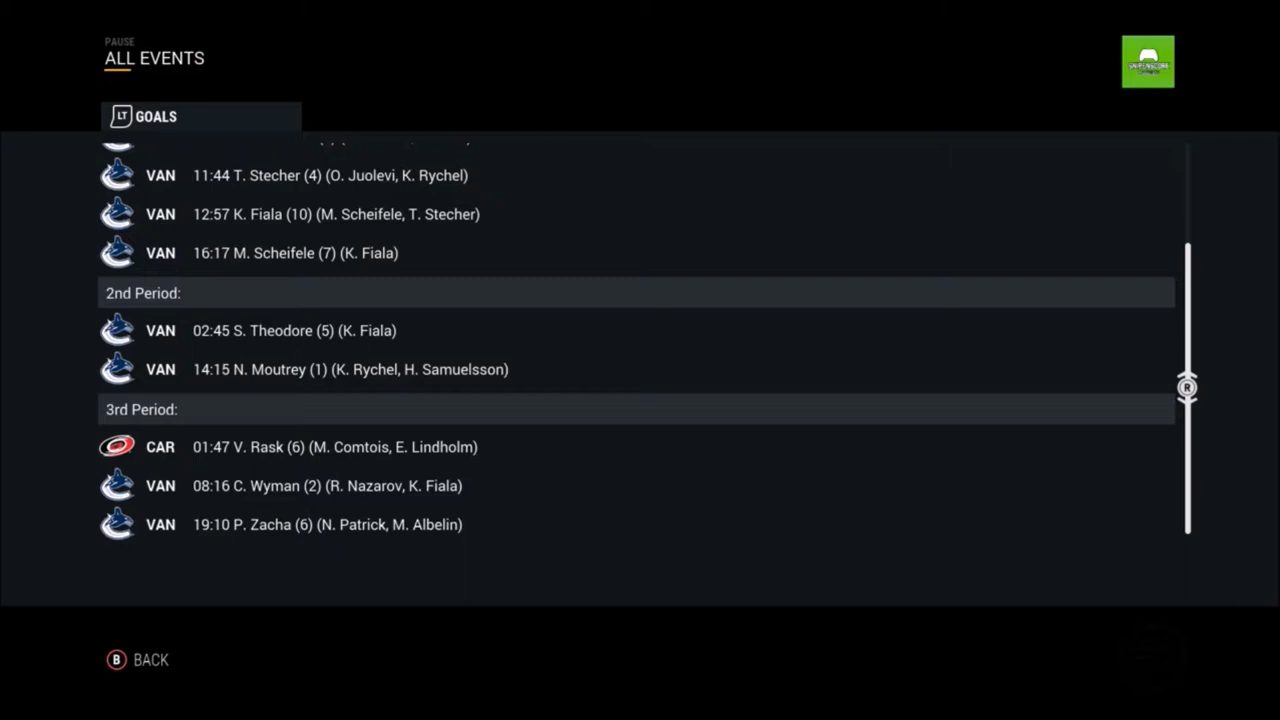 PAUSE
ALL EVENTS
LT GOALS
VAN 11:44 T. Stecher (4) (O. Juolevi, K. Rychel)
VAN 12:57 K. Fiala (10) (M. Scheifele, T. Stecher)
VAN 16:17 M. Scheifele (7) (K. Fiala)
2nd Period:
VAN 02:45 S. Theodore (5) (K. Fiala)
VAN 14:15 N. Moutrey (1) (K. Rychel, H. Samuelsson)
R
3rd Period:
CAR 01:47 V. Rask (6) (M. Comtois, E. Lindholm)
VAN 08:16 C. Wyman (2) (R. Nazarov, K. Fiala)
VAN 19:10 P. Zacha (6) (N. Patrick, M. Albelin)
B BACK